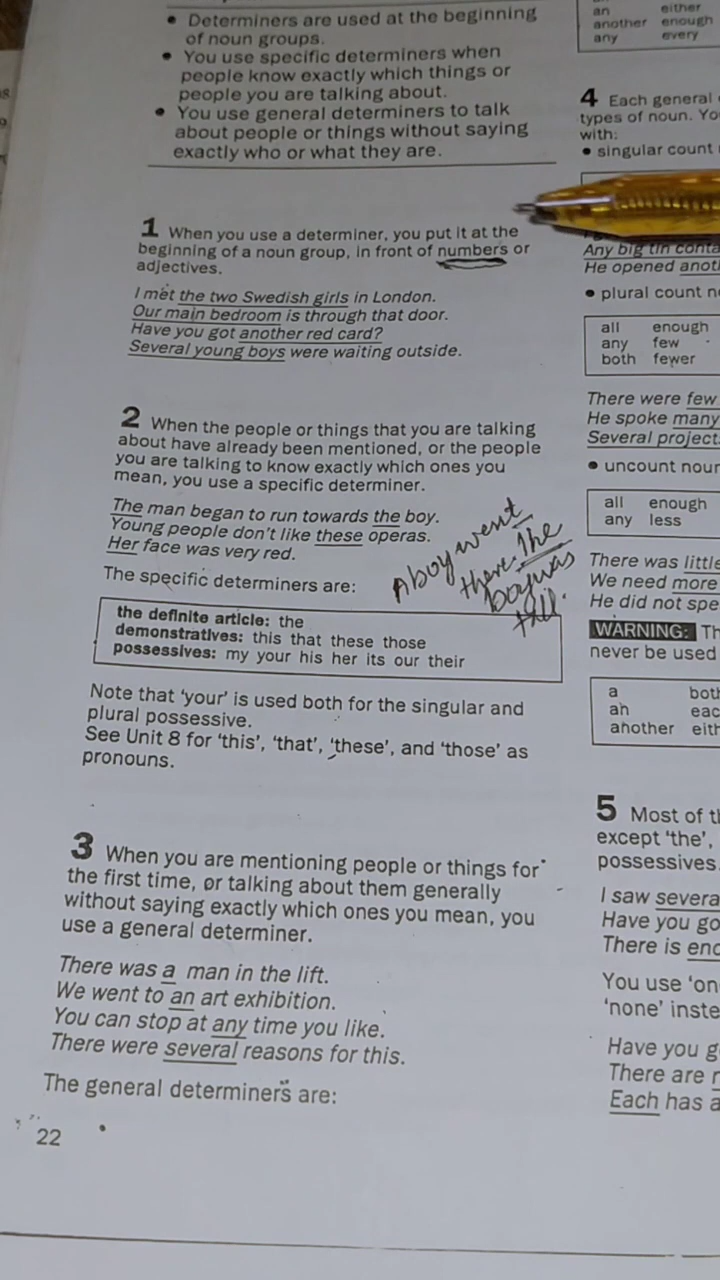 • Determiners are used at the beginning
of noun groups.
• You use specific determiners when
people know exactly which things or
people you are talking about.
• You use general determiners to talk
about people or things without saying
exactly who or what they are.
1 When you use a determiner, you put it at the
beginning of a noun group, in front of numbers or
adjectives.
I met the two Swedish girls in London.
Our main bedroom is through that door.
Have you got another red card?
Several young boys were waiting outside.
2 When the people or things that you are talking
about have already been mentioned, or the people
you are talking to know exactly which ones you
mean, you use a specific determiner.
The man began to run towards the boy.
Young people don't like these operas.
Her face was very red.
A boy went
there. The
boy was
tall.
The specific determiners are:
the definite article: the
demonstratives: this that these those
possessives: my your his her its our their
Note that 'your' is used both for the singular and
plural possessive.
See Unit 8 for 'this', 'that', 'these', and 'those' as
pronouns.
3 When you are mentioning people or things for
the first time, or talking about them generally
without saying exactly which ones you mean, you
use a general determiner.
There was a man in the lift.
We went to an art exhibition.
You can stop at any time you like.
There were several reasons for this.
The general determiners are:
22
an either
another enough
any every
4 Each general
types of noun.
with:
• singular count
Any big tin
He opened
• plural count
all enough
any few
both fewer
There were few
He spoke many
Several
• uncount
all enough
any less
There was
We need more
He did not
WARNING:
never be used
a
an
another
5 Most of
except 'the',
possessives
I saw
Have you
There is
You use
'none'
Have you
There are
Each has